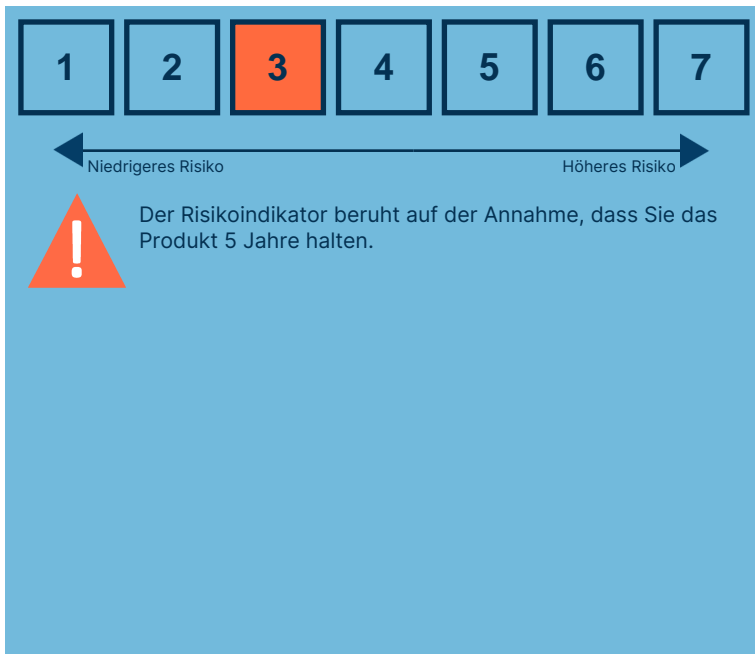 1 2 3 4 5 6 7
Niedrigeres Risiko Höheres Risiko
Der Risikoindikator beruht auf der Annahme, dass Sie das
Produkt 5 Jahre halten.